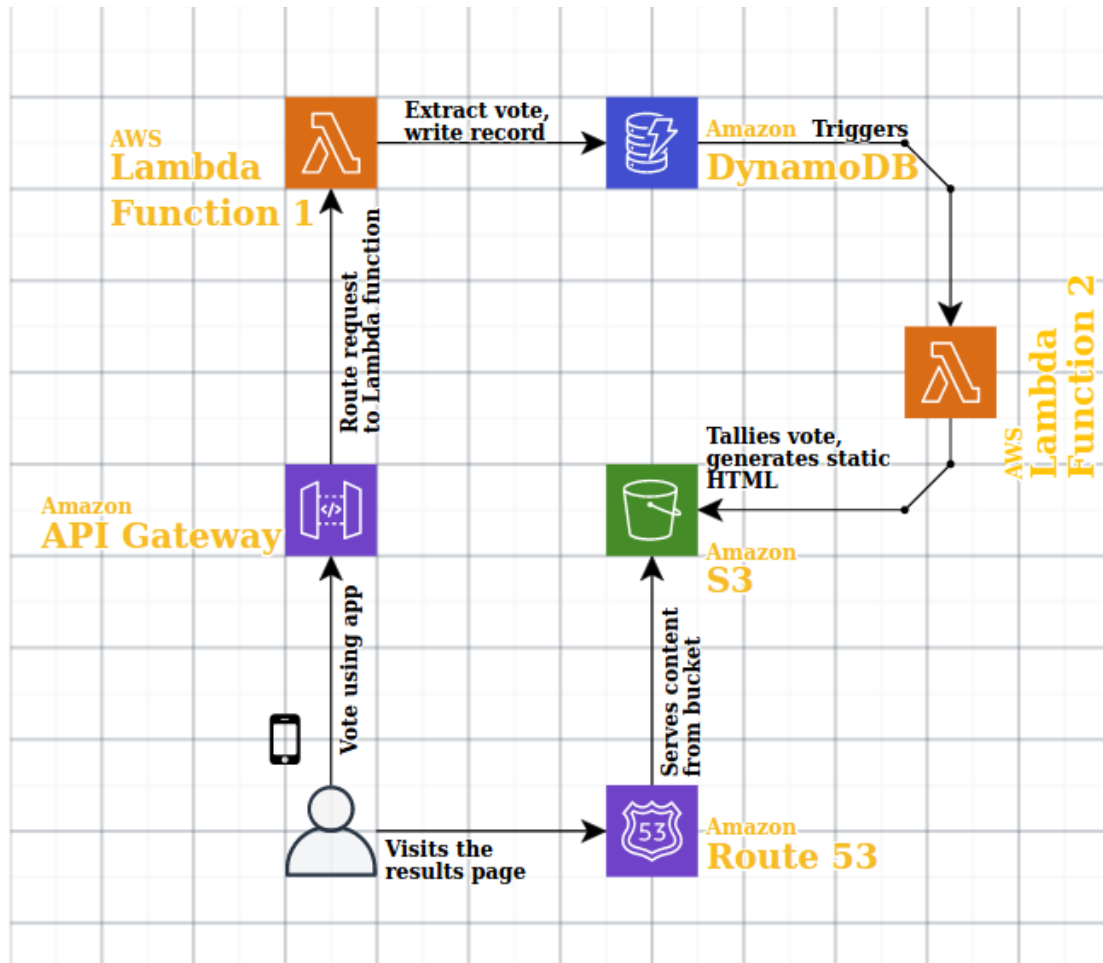 Extract vote,
write record
AWS
Lambda
Function 1
Amazon
DynamoDB
Triggers
Route request
to Lambda function
AWS
Lambda
Function 2
Tallies vote,
generates static
HTML
Amazon
API Gateway
</>
Amazon
S3
Vote using app
Serves content
from bucket
Visits the
results page
53
Amazon
Route 53